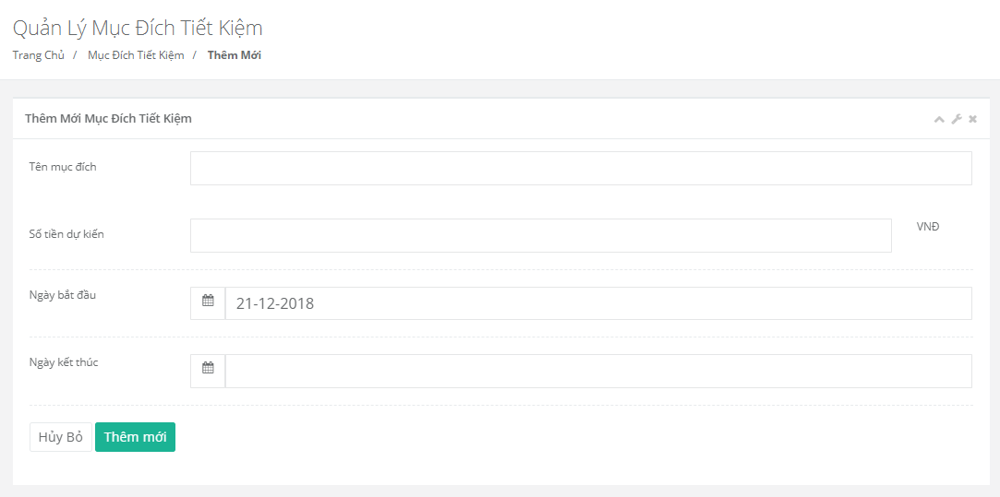 Quản Lý Mục Đích Tiết Kiệm
Trang Chủ / Mục Đích Tiết Kiệm / Thêm Mới
Thêm Mới Mục Đích Tiết Kiệm
Tên mục đích
Số tiền dự kiến VNĐ
Ngày bắt đầu 21-12-2018
Ngày kết thúc
Hủy Bỏ Thêm mới